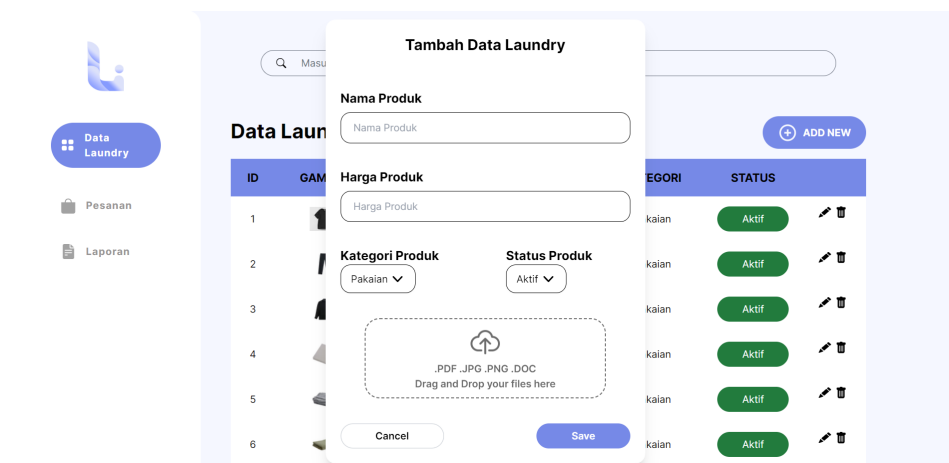 Tambah Data Laundry
Masu
Nama Produk
Nama Produk
Data
Laundry
Data Laun
ADD NEW
Harga Produk
Harga Produk
ID GAM EGORI STATUS
Pesanan
1 kaian Aktif
Laporan
Kategori Produk Status Produk
Pakaian Aktif
2 kaian Aktif
3 kaian Aktif
.PDF .JPG .PNG .DOC
Drag and Drop your files here
4 kaian Aktif
5 kaian Aktif
Cancel Save
6 kaian Aktif